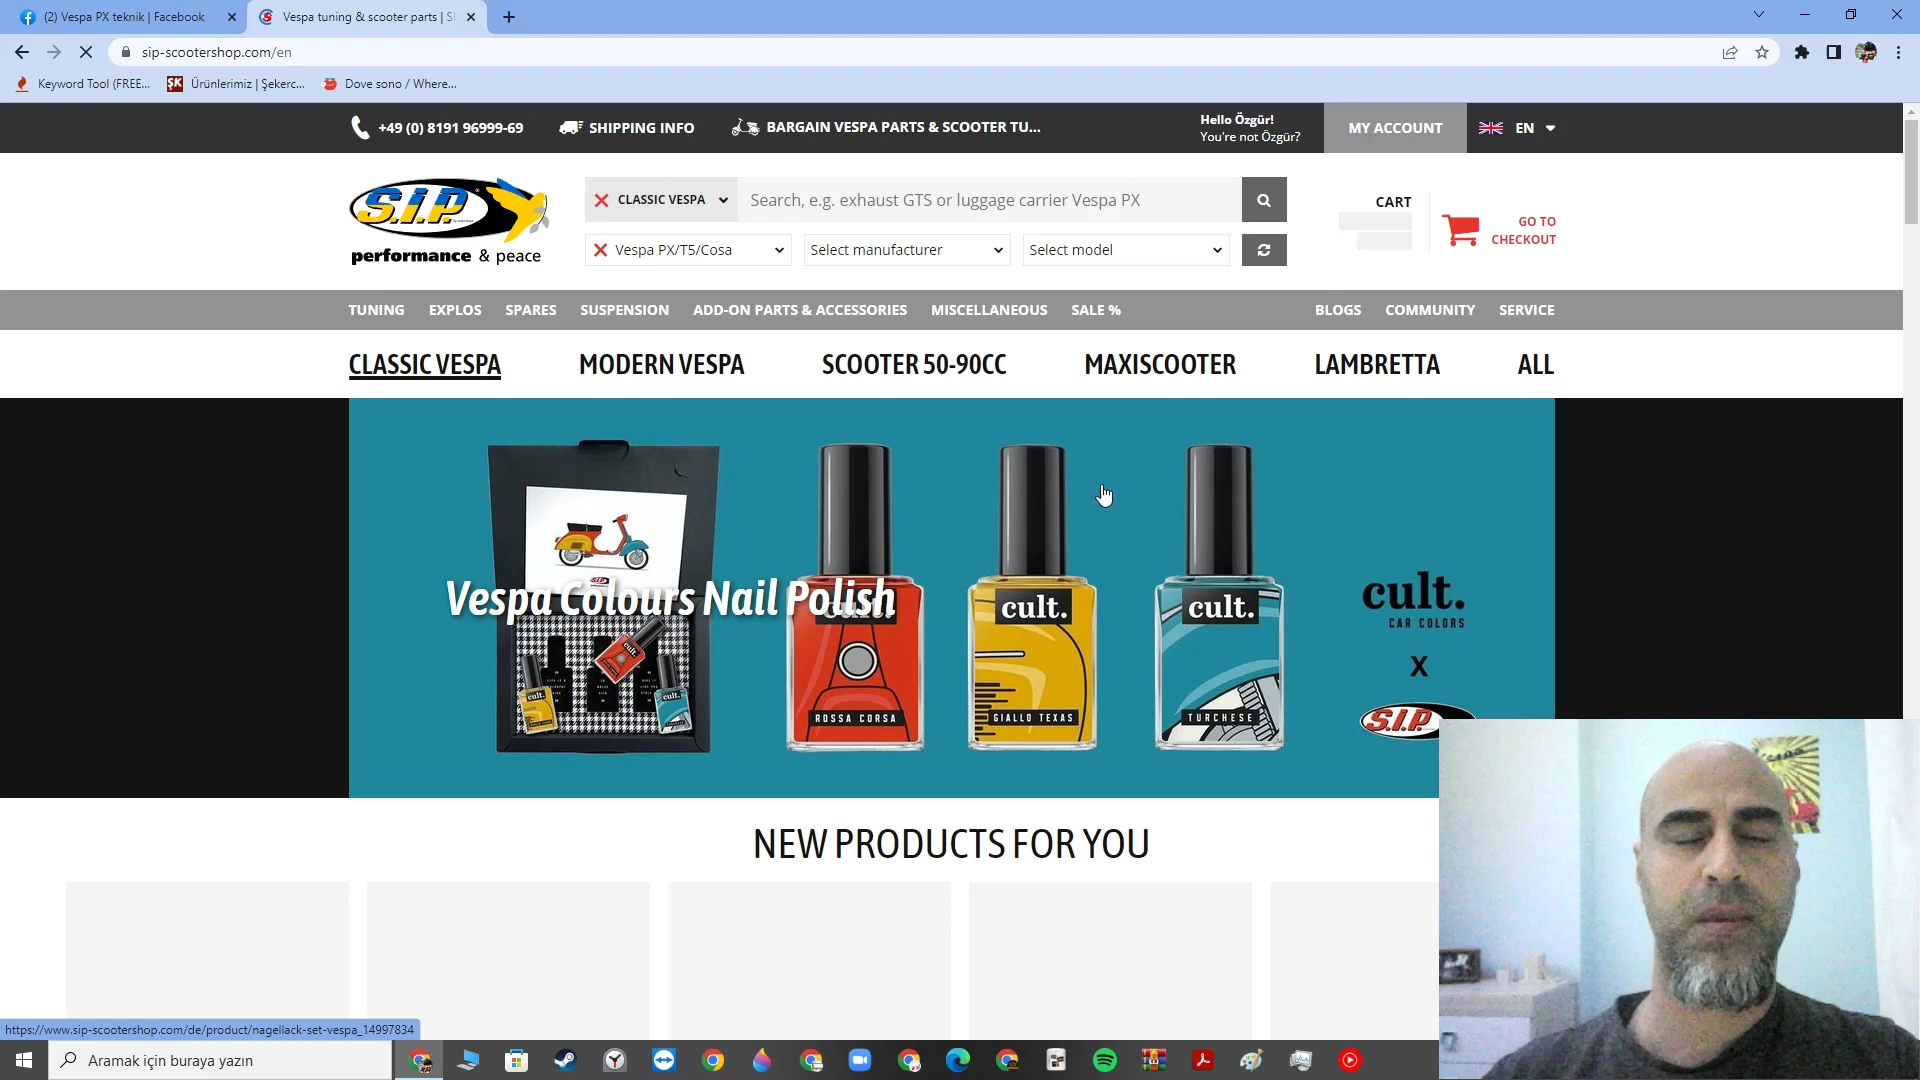 (2) Vespa PX teknik | Facebook
Vespa tuning & scooter parts | S
sip-scootershop.com/en
Keyword Tool (FREE...
ŞK
Ürünlerimiz | Şekerc...
Dove sono / Where...
+49 (0) 8191 96999-69
SHIPPING INFO
BARGAIN VESPA PARTS & SCOOTER TU...
Hello Özgür!
You're not Özgür?
MY ACCOUNT
EN
S.I.P.
performance & peace
CLASSIC VESPA
Search, e.g. exhaust GTS or luggage carrier Vespa PX
CART
GO TO
CHECKOUT
Vespa PX/T5/Cosa
Select manufacturer
Select model
TUNING
EXPLOS
SPARES
SUSPENSION
ADD-ON PARTS & ACCESSORIES
MISCELLANEOUS
SALE %
BLOGS
COMMUNITY
SERVICE
CLASSIC VESPA
MODERN VESPA
SCOOTER 50-90CC
MAXISCOOTER
LAMBRETTA
ALL
Vespa Colours Nail Polish
cult.
cult.
cult.
cult.
CAR COLORS
X
S.I.P.
cult.
cult.
cult.
ROSSA CORSA
GIALLO TEXAS
TURCHESE
NEW PRODUCTS FOR YOU
https://www.sip-scootershop.com/de/product/nagellack-set-vespa_14997834
Aramak için buraya yazın